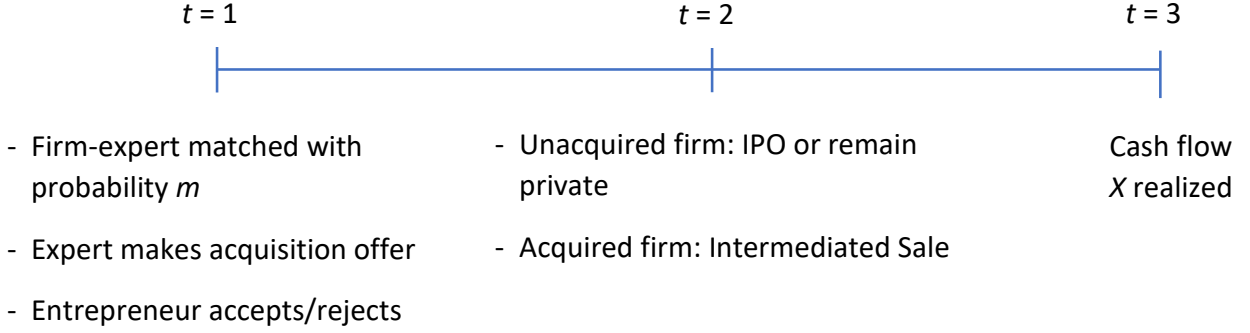 t = 1
t = 2
t = 3
- Firm-expert matched with
probability m
- Expert makes acquisition offer
- Entrepreneur accepts/rejects
- Unacquired firm: IPO or remain
private
- Acquired firm: Intermediated Sale
Cash flow
X realized